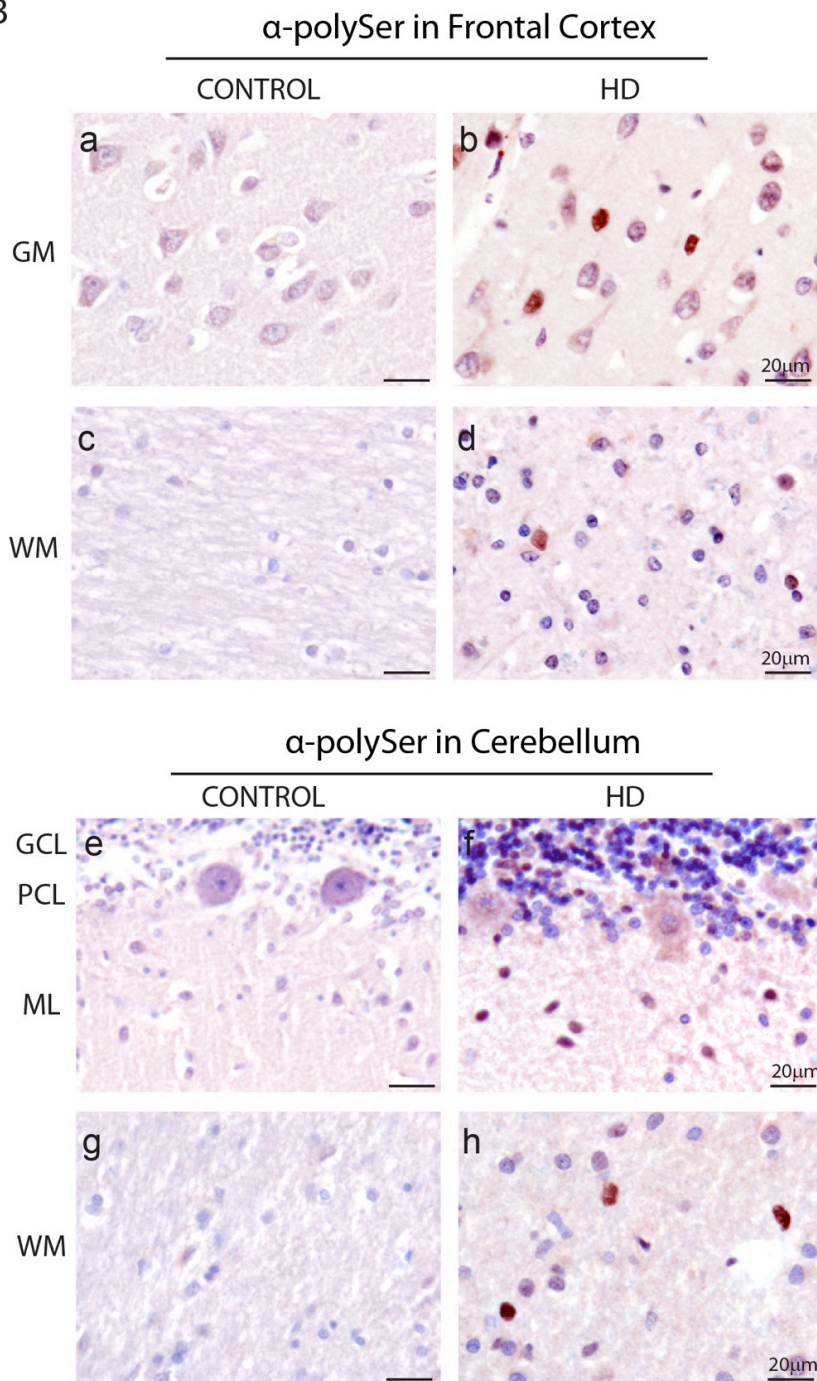 B
α-polySer in Frontal Cortex
CONTROL HD
a b
GM
20μm
c d
WM
20μm
α-polySer in Cerebellum
CONTROL HD
GCL e f
PCL
ML
20μm
g h
WM
20μm